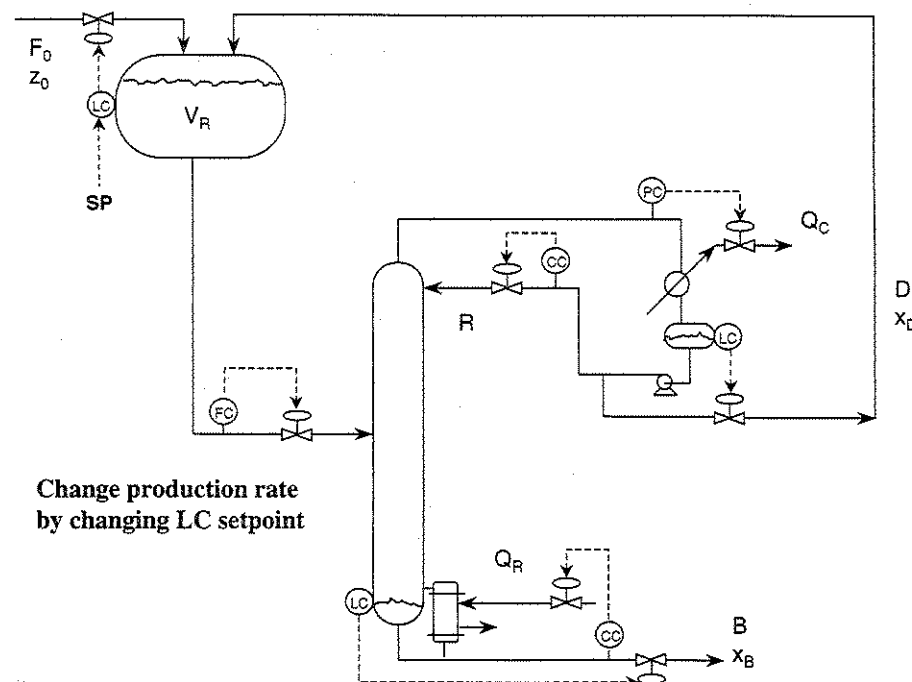 F0
z0
LC
VR
SP
PC
QC
CC
R
D
xD
LC
FC
Change production rate
by changing LC setpoint
QR
LC
CC
B
xB